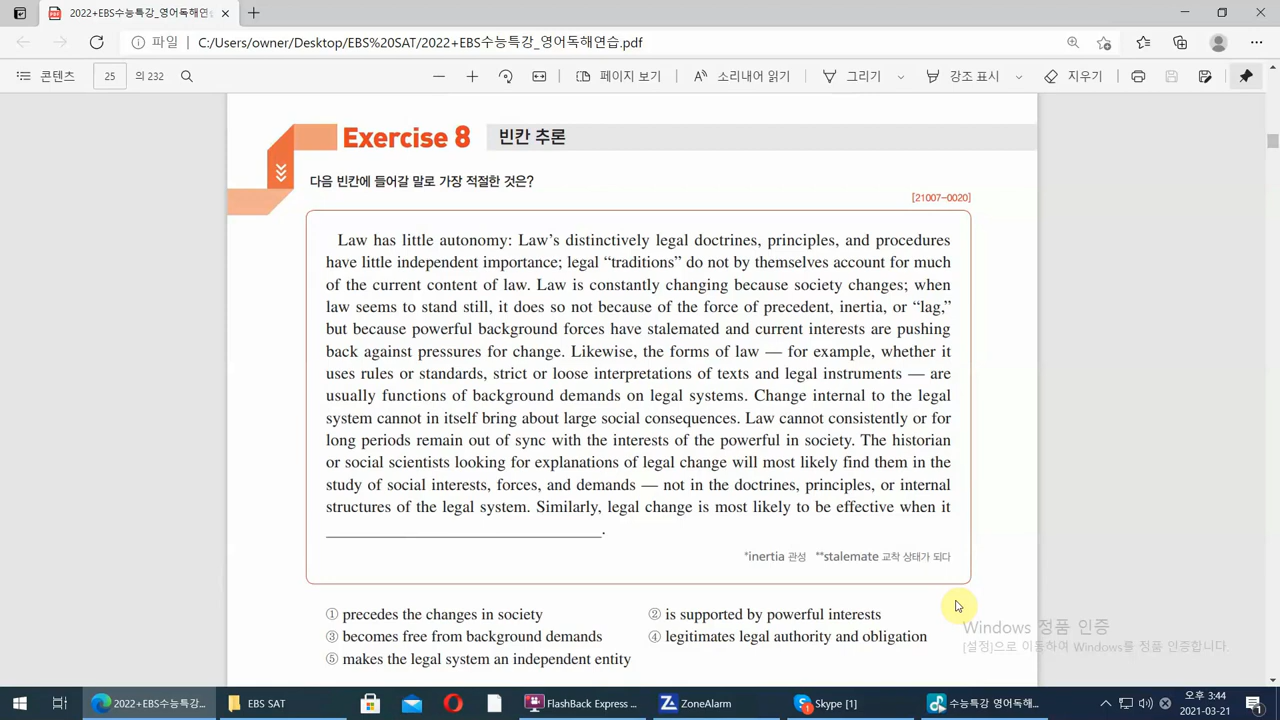 2022+EBS수능특강_영어독해연습
파일 C:/Users/owner/Desktop/EBS%20SAT/2022+EBS수능특강_영어독해연습.pdf
콘텐츠 25 의 232 페이지 보기 소리내어 읽기 그리기 강조 표시 지우기
Exercise 8 빈칸 추론
다음 빈칸에 들어갈 말로 가장 적절한 것은?
[21007-0020]
Law has little autonomy: Law's distinctively legal doctrines, principles, and procedures
have little independent importance; legal “traditions” do not by themselves account for much
of the current content of law. Law is constantly changing because society changes; when
law seems to stand still, it does so not because of the force of precedent, inertia, or “lag,”
but because powerful background forces have stalemated and current interests are pushing
back against pressures for change. Likewise, the forms of law — for example, whether it
uses rules or standards, strict or loose interpretations of texts and legal instruments — are
usually functions of background demands on legal systems. Change internal to the legal
system cannot in itself bring about large social consequences. Law cannot consistently or for
long periods remain out of sync with the interests of the powerful in society. The historian
or social scientists looking for explanations of legal change will most likely find them in the
study of social interests, forces, and demands — not in the doctrines, principles, or internal
structures of the legal system. Similarly, legal change is most likely to be effective when it
____________________.
*inertia 관성 **stalemate 교착 상태가 되다
① precedes the changes in society ② is supported by powerful interests
③ becomes free from background demands ④ legitimates legal authority and obligation
⑤ makes the legal system an independent entity
Windows 정품 인증
[설정]으로 이동하여 Windows를 정품 인증합니다.
2022+EBS수능특강_... EBS SAT FlashBack Express ... ZoneAlarm Skype [1] 수능특강 영어독해... 오후 3:44
2021-03-21